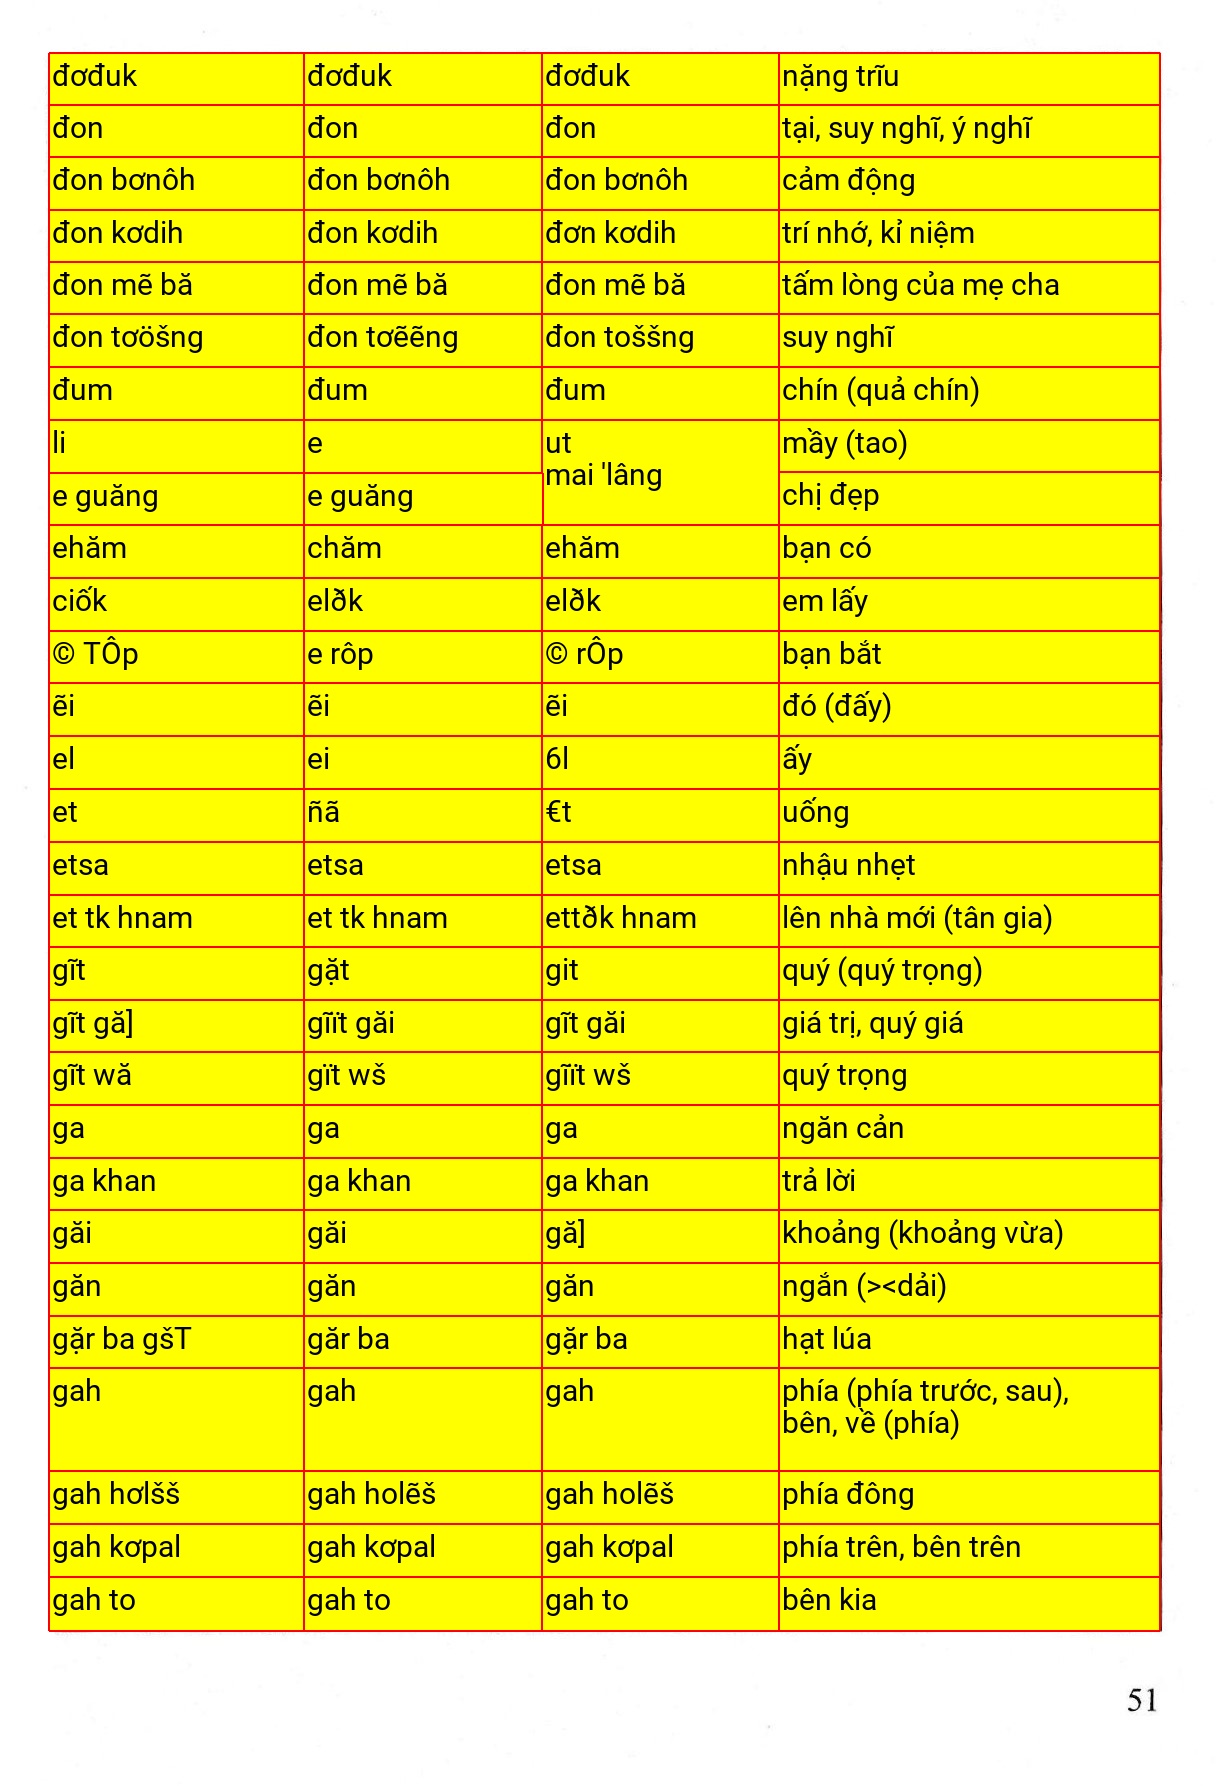 đơđuk đơđuk đơđuk nặng trĩu
đon đon đon tại, suy nghĩ, ý nghĩ
đon bơnôh đon bơnôh đon bơnôh cảm động
đon kơdih đon kơdih đơn kơdih trí nhớ, kỉ niệm
đon mẽ bă đon mẽ bă đon mẽ bă tấm lòng của mẹ cha
đon tơöšng đon tơẽẽng đon toššng suy nghĩ
đum đum đum chín (quả chín)
li e ut mầy (tao)
mai 'lâng
e guăng e guăng chị đẹp
ehăm chăm ehăm bạn có
ciốk elðk elðk em lấy
© TÔp e rôp © rÔp bạn bắt
ẽi ẽi ẽi đó (đấy)
el ei 6l ấy
et ñã €t uống
etsa etsa etsa nhậu nhẹt
et tk hnam et tk hnam ettðk hnam lên nhà mới (tân gia)
gĩt gặt git quý (quý trọng)
gĩt gă] gĩït găi gĩt găi giá trị, quý giá
gĩt wă gït wš gĩït wš quý trọng
ga ga ga ngăn cản
ga khan ga khan ga khan trả lời
găi găi gă] khoảng (khoảng vừa)
găn găn găn ngắn (><dải)
gặr ba gšT găr ba gặr ba hạt lúa
gah gah gah phía (phía trước, sau),
bên, về (phía)
gah hơlšš gah holẽš gah holẽš phía đông
gah kơpal gah kơpal gah kơpal phía trên, bên trên
gah to gah to gah to bên kia
51